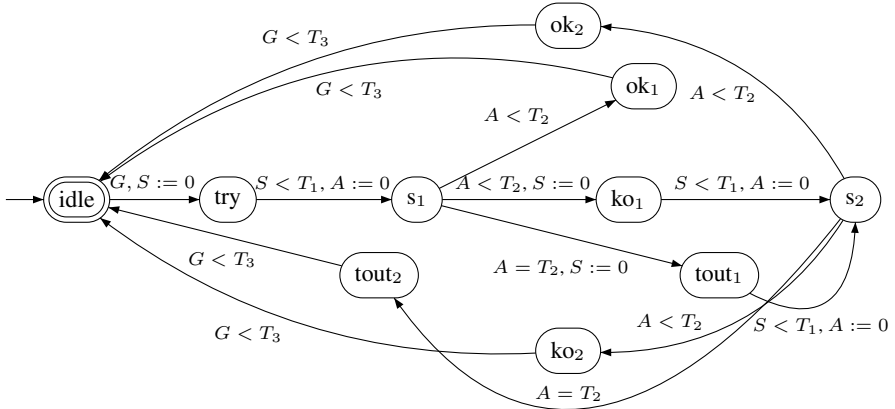 ok₂
G < T₃
ok₁
G < T₃
A < T₂
A < T₂
idle
G, S := 0
try
S < T₁, A := 0
s₁
A < T₂, S := 0
ko₁
S < T₁, A := 0
s₂
G < T₃
tout₂
A = T₂, S := 0
tout₁
G < T₃
ko₂
A < T₂
S < T₁, A := 0
A = T₂